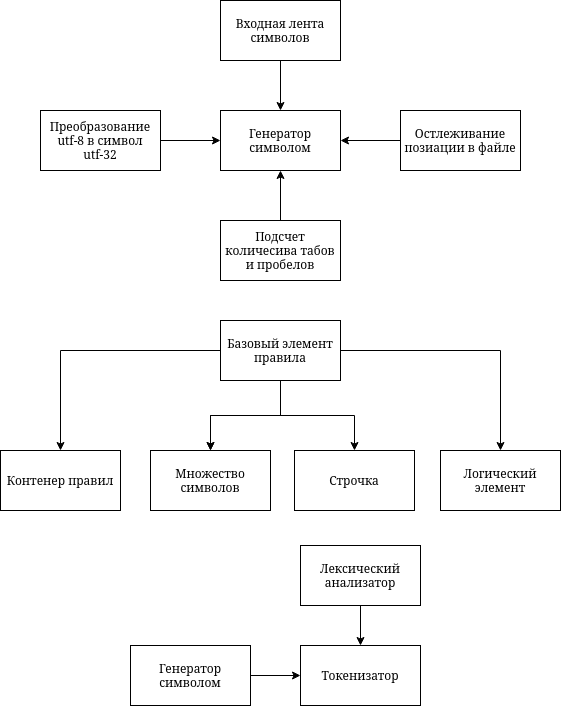 Входная лента
символов
Преобразование
utf-8 в символ
utf-32
Генератор
символом
Остлеживание
позиации в файле
Подсчет
количесива табов
и пробелов
Базовый элемент
правила
Контенер правил
Множество
символов
Строчка
Логический
элемент
Лексический
анализатор
Генератор
символом
Токенизатор